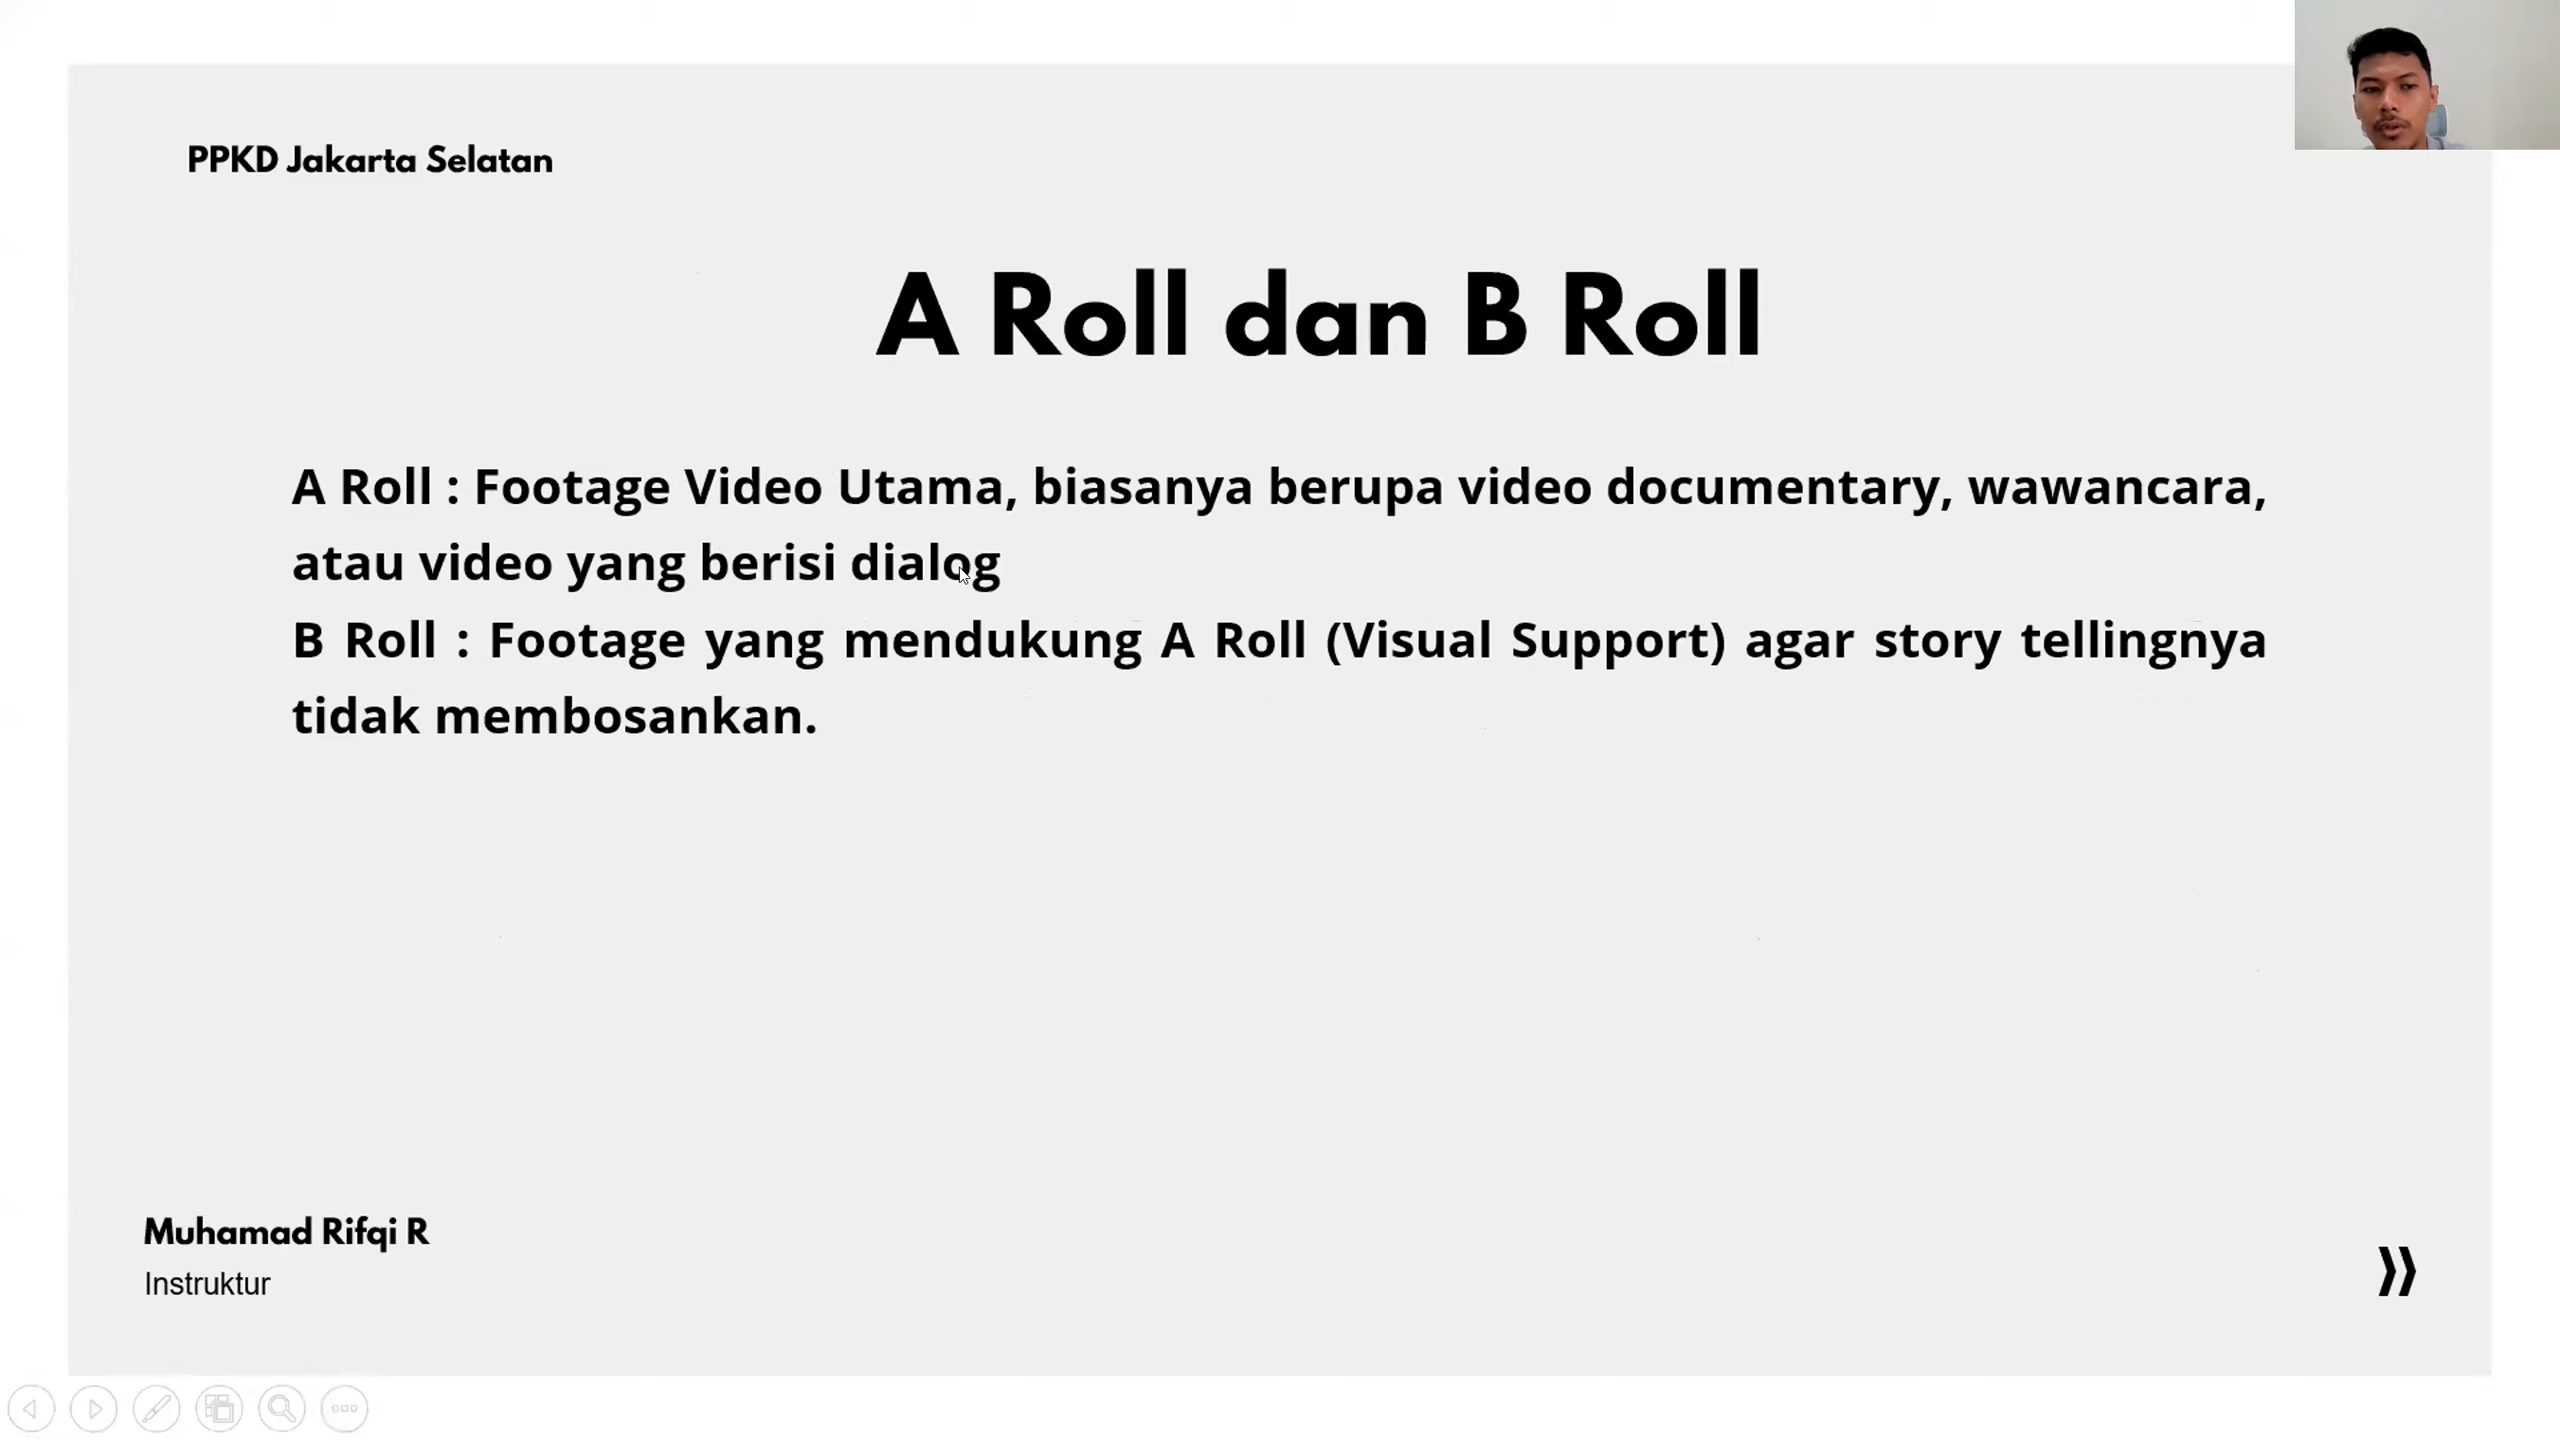 PPKD Jakarta Selatan
A Roll dan B Roll
A Roll : Footage Video Utama, biasanya berupa video documentary, wawancara,
atau video yang berisi dialog
B Roll : Footage yang mendukung A Roll (Visual Support) agar story tellingnya
tidak membosankan.
Muhamad Rifqi R
Instruktur